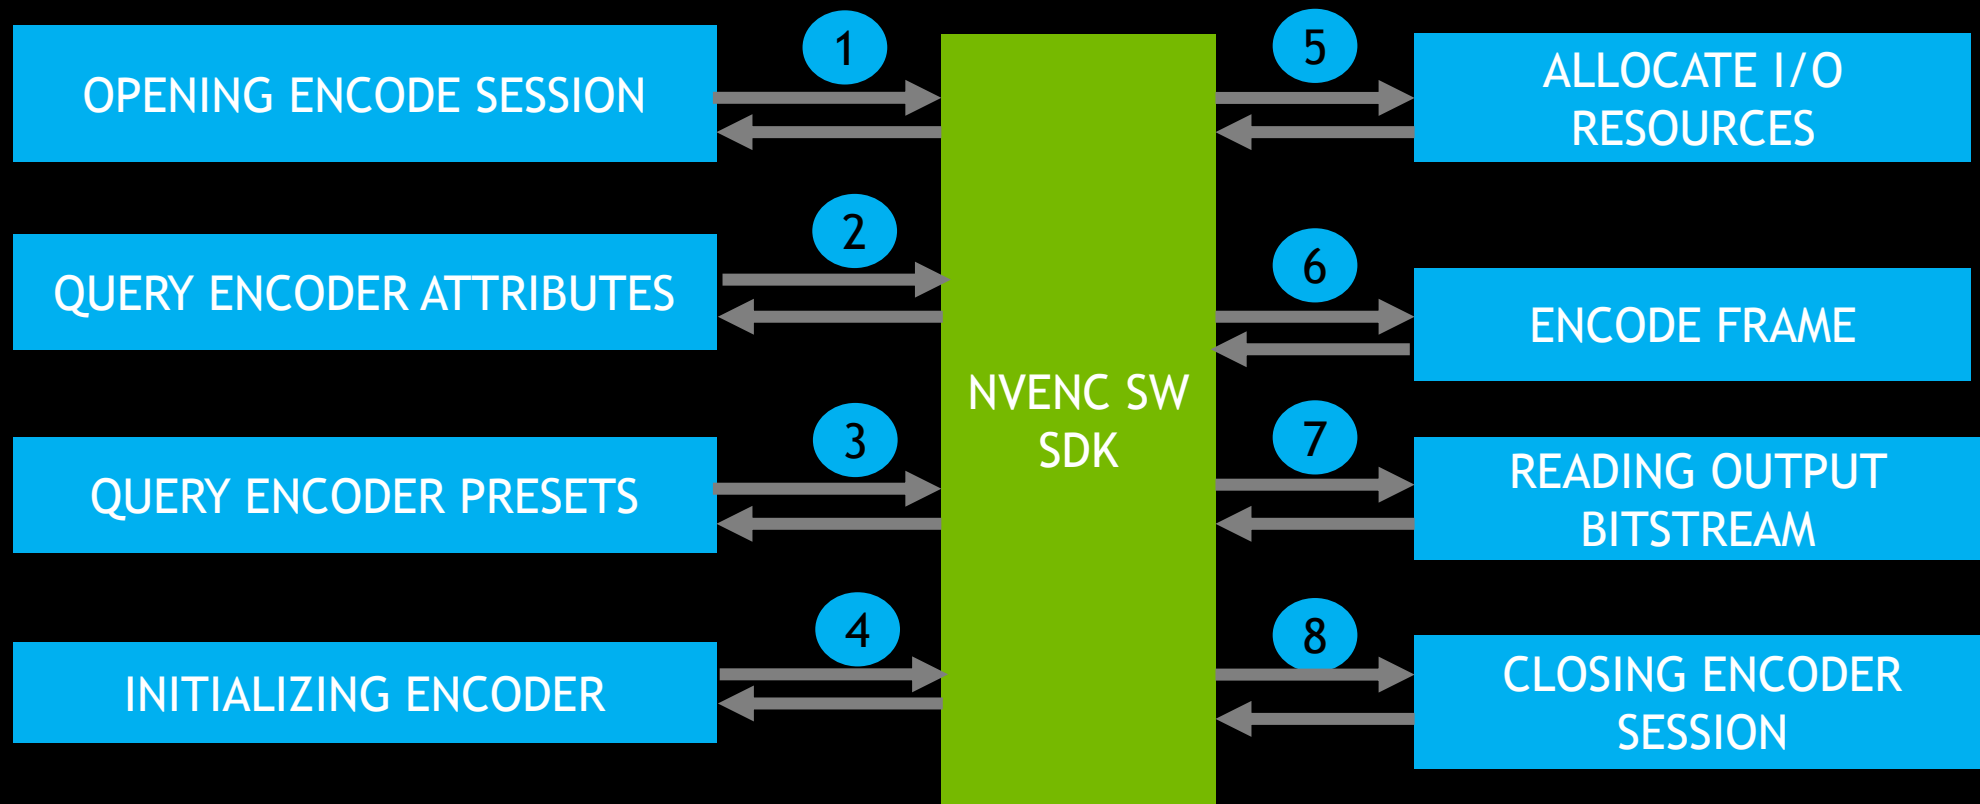 1
OPENING ENCODE SESSION
2
QUERY ENCODER ATTRIBUTES
3
QUERY ENCODER PRESETS
4
INITIALIZING ENCODER
NVENC SW
SDK
5
ALLOCATE I/O
RESOURCES
6
ENCODE FRAME
7
READING OUTPUT
BITSTREAM
8
CLOSING ENCODER
SESSION